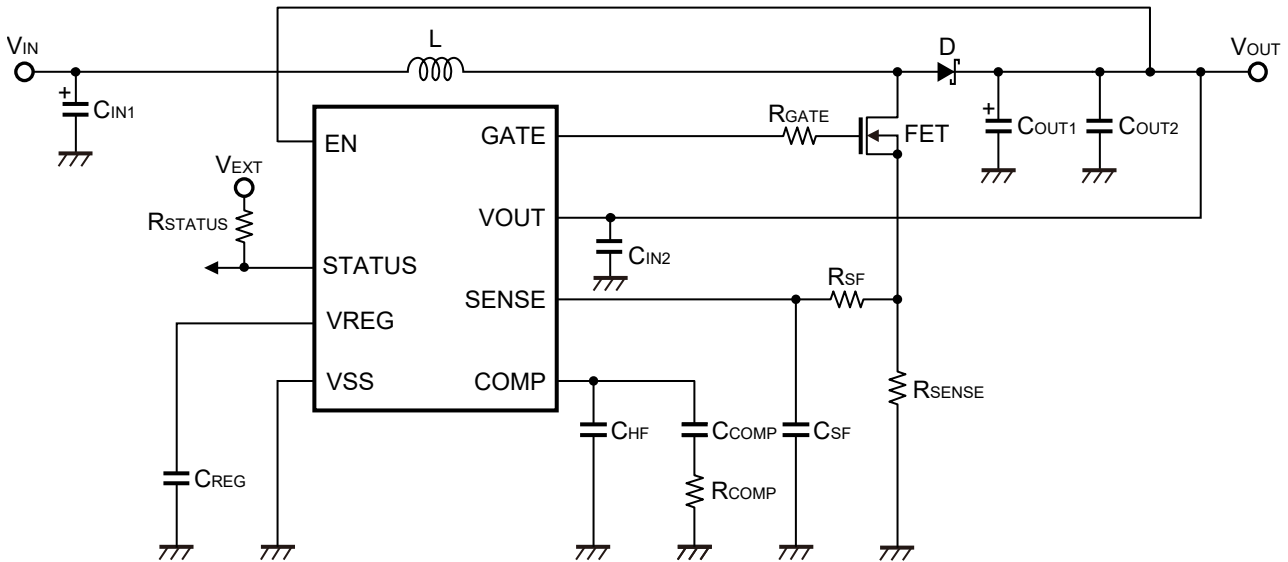 VIN
L
D
VOUT
+
CIN1
EN
GATE
RGATE
FET
+
COUT1
COUT2
VEXT
RSTATUS
VOUT
CIN2
STATUS
SENSE
RSF
VREG
VSS
COMP
RSENSE
CHF
CCOMP
CSF
CREG
RCOMP